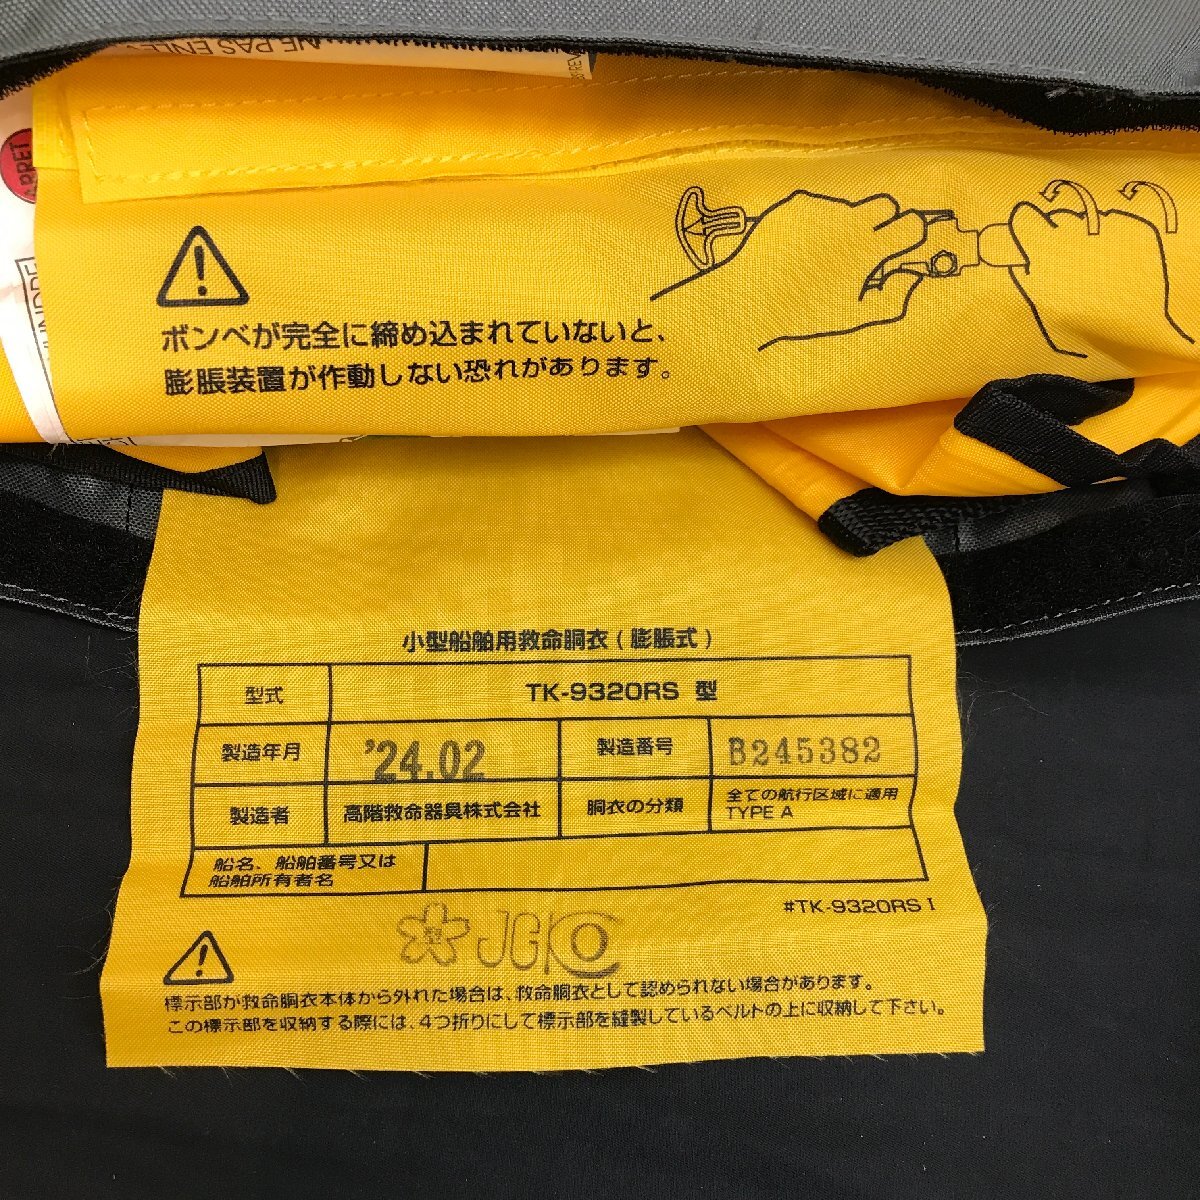 NE PAS ENLEV
REV
APRET
ボンベが完全に締め込まれていないと、
膨脹装置が作動しない恐れがあります。
小型船舶用救命胴衣(膨脹式)
型式 TK-9320RS 型
製造年月 '24.02 製造番号 B245382
製造者 高階救命器具株式会社 胴衣の分類 全ての航行区域に適用
TYPE A
船名、船舶番号又は
船舶所有者名
#TK-9320RS I
型 JCI
標示部が救命胴衣本体から外れた場合は、救命胴衣として認められない場合があります。
この標示部を収納する際には、4つ折りにして標示部を縫製しているベルトの上に収納して下さい。